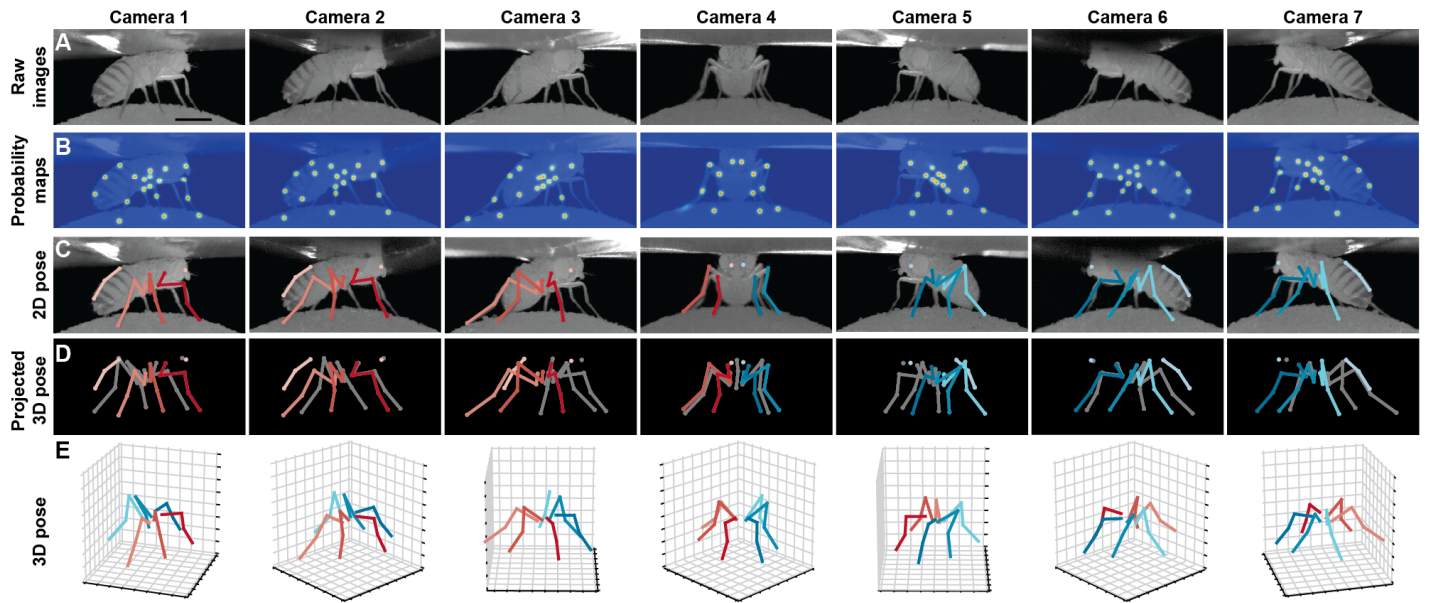 Camera 1 Camera 2 Camera 3 Camera 4 Camera 5 Camera 6 Camera 7
A
Raw
images
B
Probability
maps
C
2D pose
D
Projected
3D pose
E
3D pose